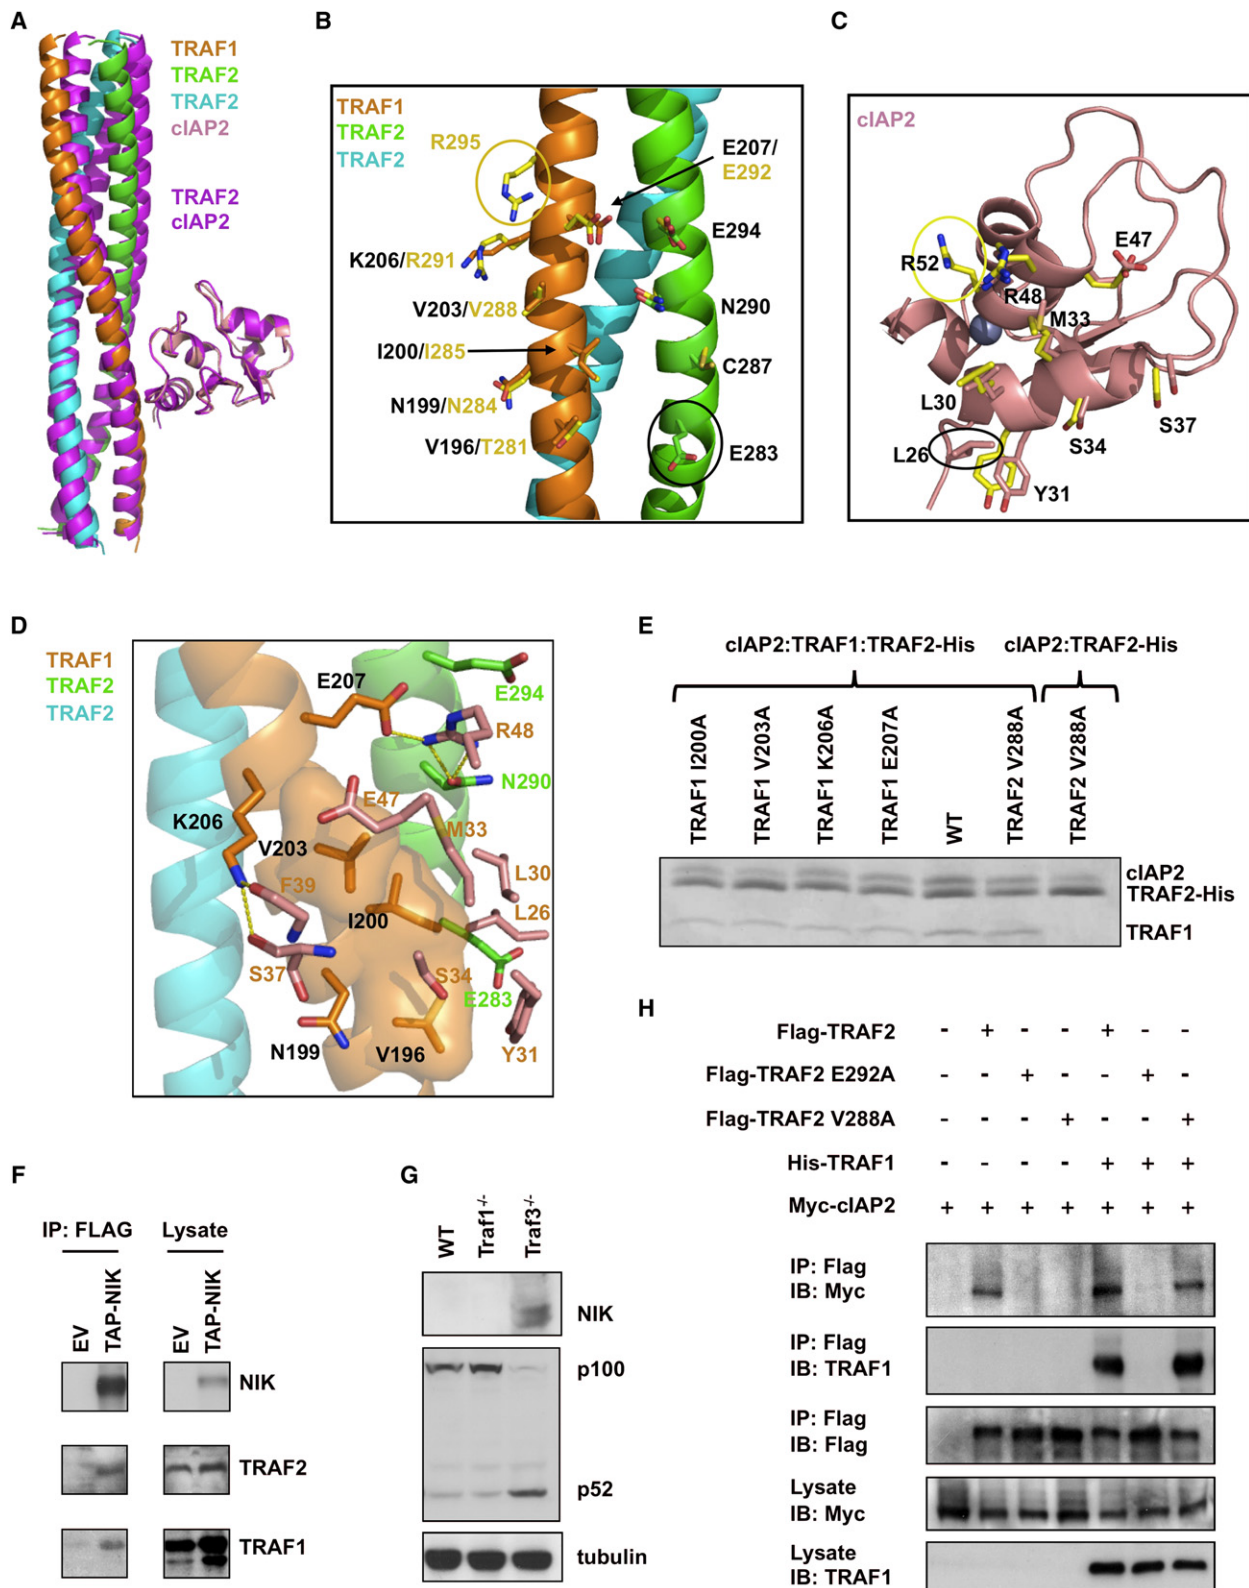 A
TRAF1
TRAF2
TRAF2
cIAP2
TRAF2
cIAP2
B
TRAF1
TRAF2
TRAF2
R295
E207/
E292
K206/R291
E294
V203/V288
N290
I200/I285
C287
N199/N284
V196/T281
E283
C
cIAP2
R52
E47
R48
M33
L30
L26
S34
S37
Y31
D
TRAF1
TRAF2
TRAF2
E207
E294
R48
N290
K206
E47
M33
V203
F39
L30
I200
L26
S37
S34
E283
N199
V196
Y31
E
cIAP2:TRAF1:TRAF2-His
cIAP2:TRAF2-His
TRAF1 I200A
TRAF1 V203A
TRAF1 K206A
TRAF1 E207A
WT
TRAF2 V288A
TRAF2 V288A
cIAP2
TRAF2-His
TRAF1
F
IP: FLAG
Lysate
EV
TAP-NIK
EV
TAP-NIK
NIK
TRAF2
TRAF1
G
WT
Traf1-/-
Traf3-/-
NIK
p100
p52
tubulin
H
Flag-TRAF2 - + - - + - -
Flag-TRAF2 E292A - - + - - + -
Flag-TRAF2 V288A - - - + - - +
His-TRAF1 - - - - + + +
Myc-cIAP2 + + + + + + +
IP: Flag
IB: Myc
IP: Flag
IB: TRAF1
IP: Flag
IB: Flag
Lysate
IB: Myc
Lysate
IB: TRAF1